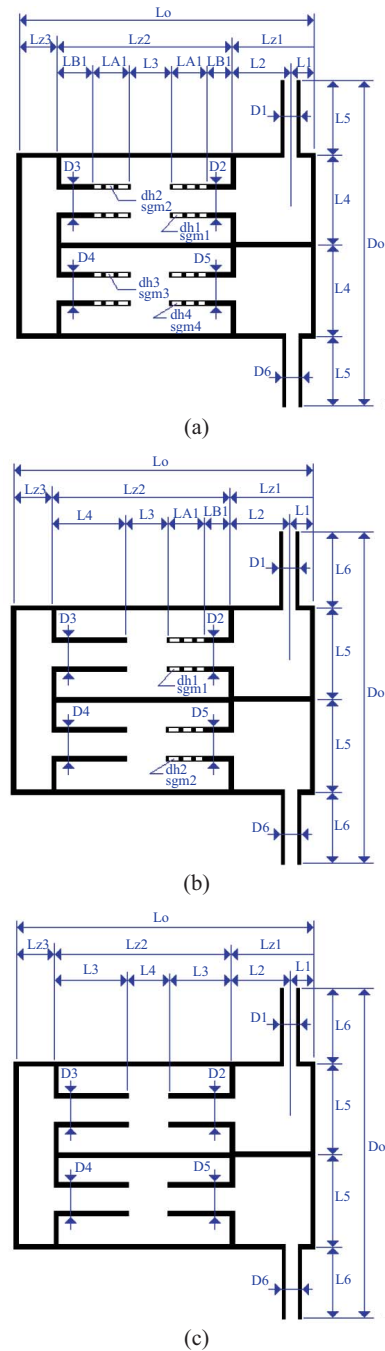 Lo
Lz3 Lz2 Lz1
LB1 LA1 L3 LA1 LB1 L2 L1
D1 L5
D3 D2
dh2 dh1
sgm2 sgm1
L4
Do
D4 D5
dh3 dh4
sgm3 sgm4
L4
D6 L5
(a)
Lo
Lz3 Lz2 Lz1
L4 L3 LA1 LB1 L2 L1
D1 L6
D3 D2
dh1
sgm1
L5
Do
D4 D5
dh2
sgm2
L5
D6 L6
(b)
Lo
Lz3 Lz2 Lz1
L3 L4 L3 L2 L1
D1 L6
D3 D2
L5
Do
D4 D5
L5
D6 L6
(c)